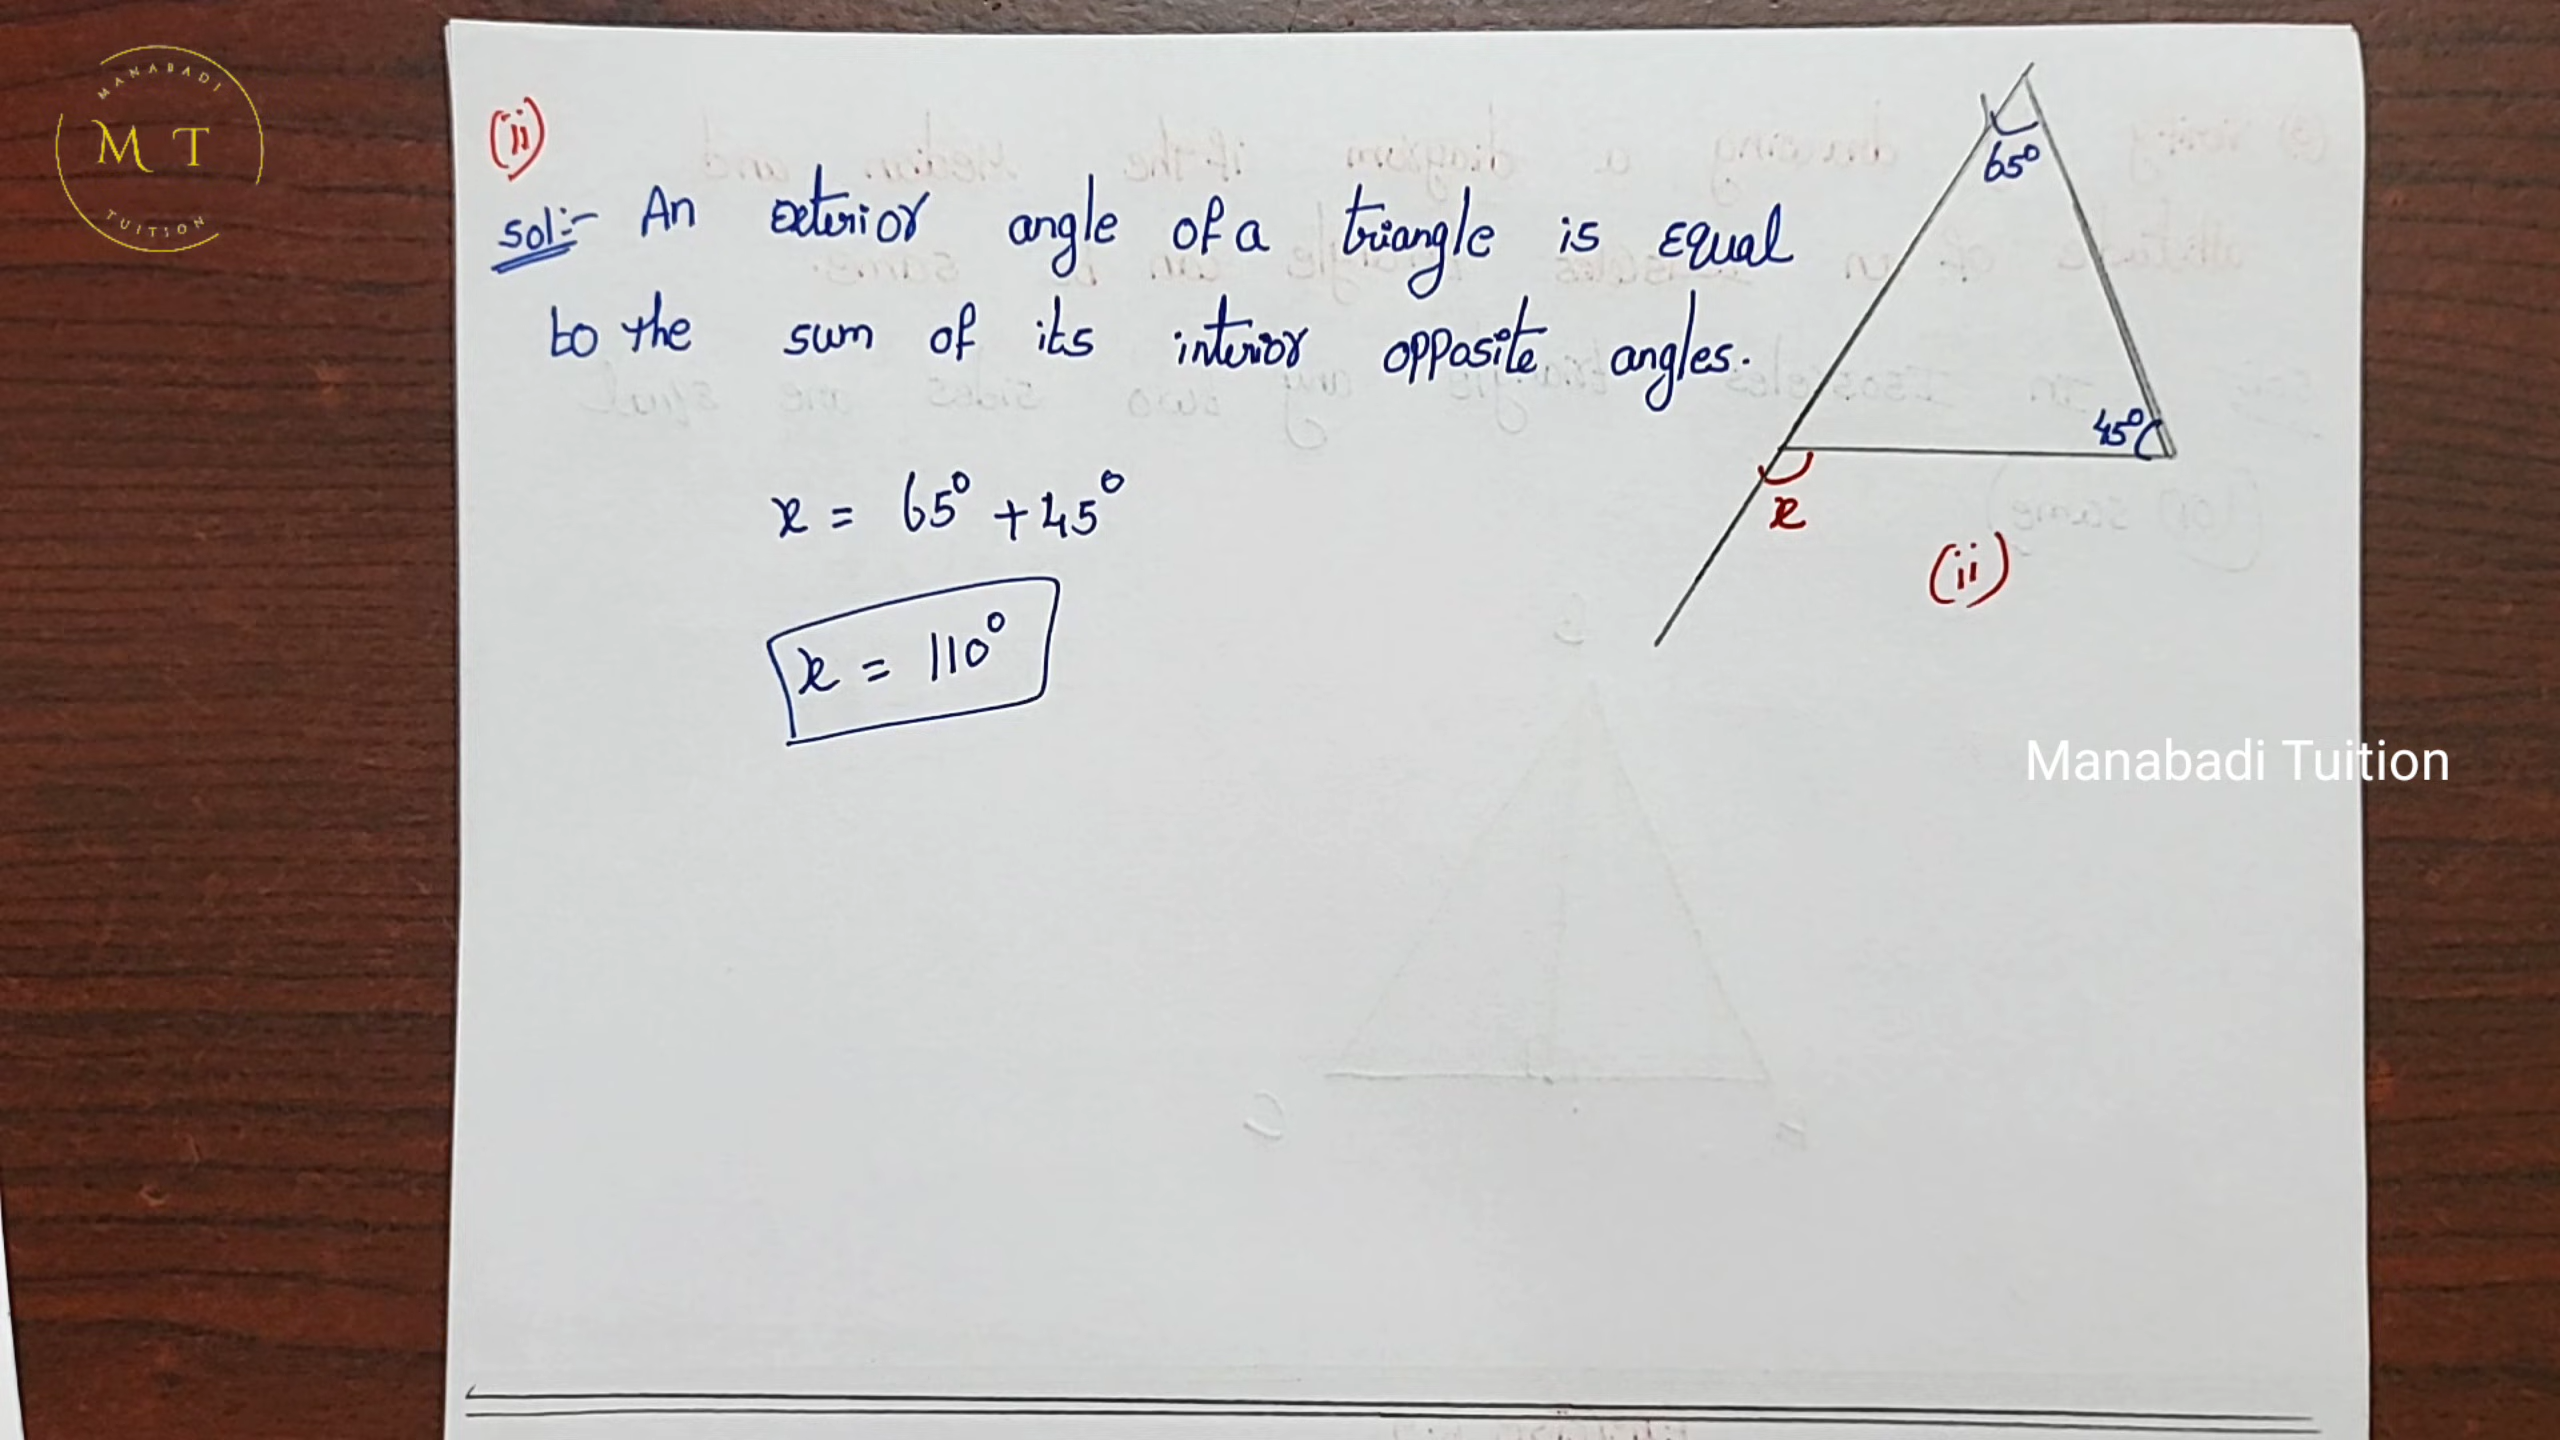 MANABADI
M T
TUITION
(ii)
Sol:- An exterior angle of a triangle is equal
to the sum of its interior opposite angles.
x = 65° + 45°
x = 110°
65°
45°
x
(ii)
Manabadi Tuition